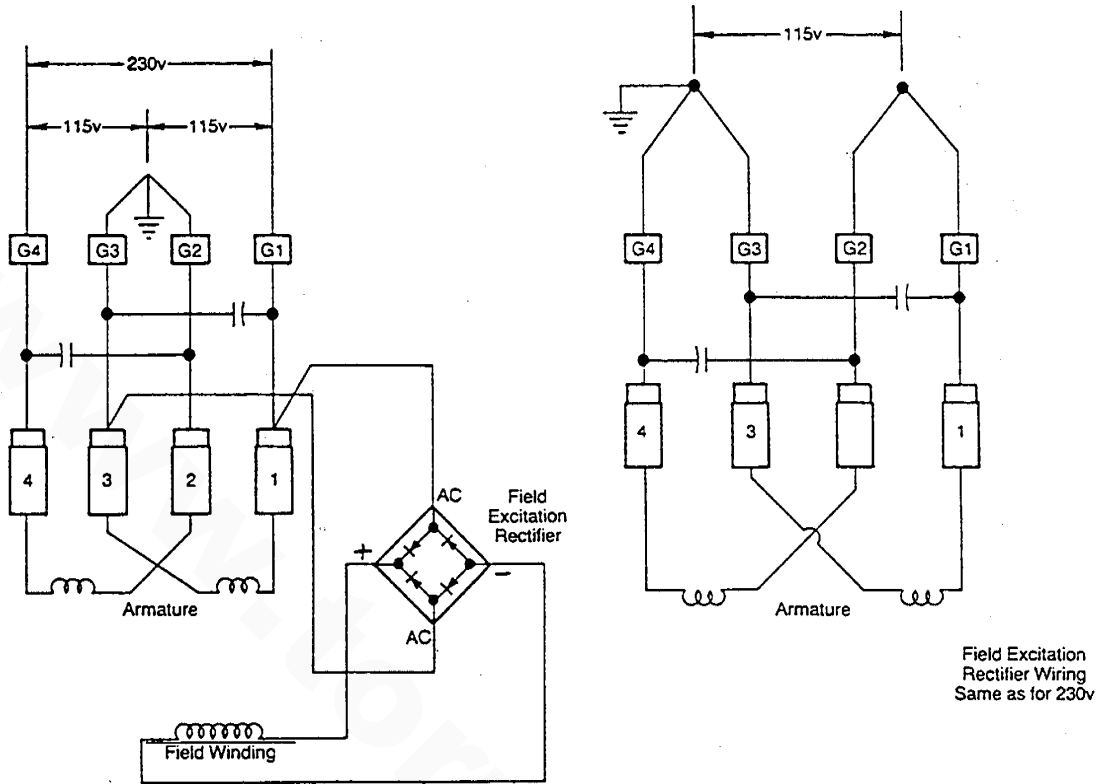 230v
115v
115v
G4
G3
G2
G1
4
3
2
1
AC
Field
Excitation
Rectifier
+
-
AC
Armature
Field Winding
115v
G4
G3
G2
G1
4
3
1
Armature
Field Excitation
Rectifier Wiring
Same as for 230v